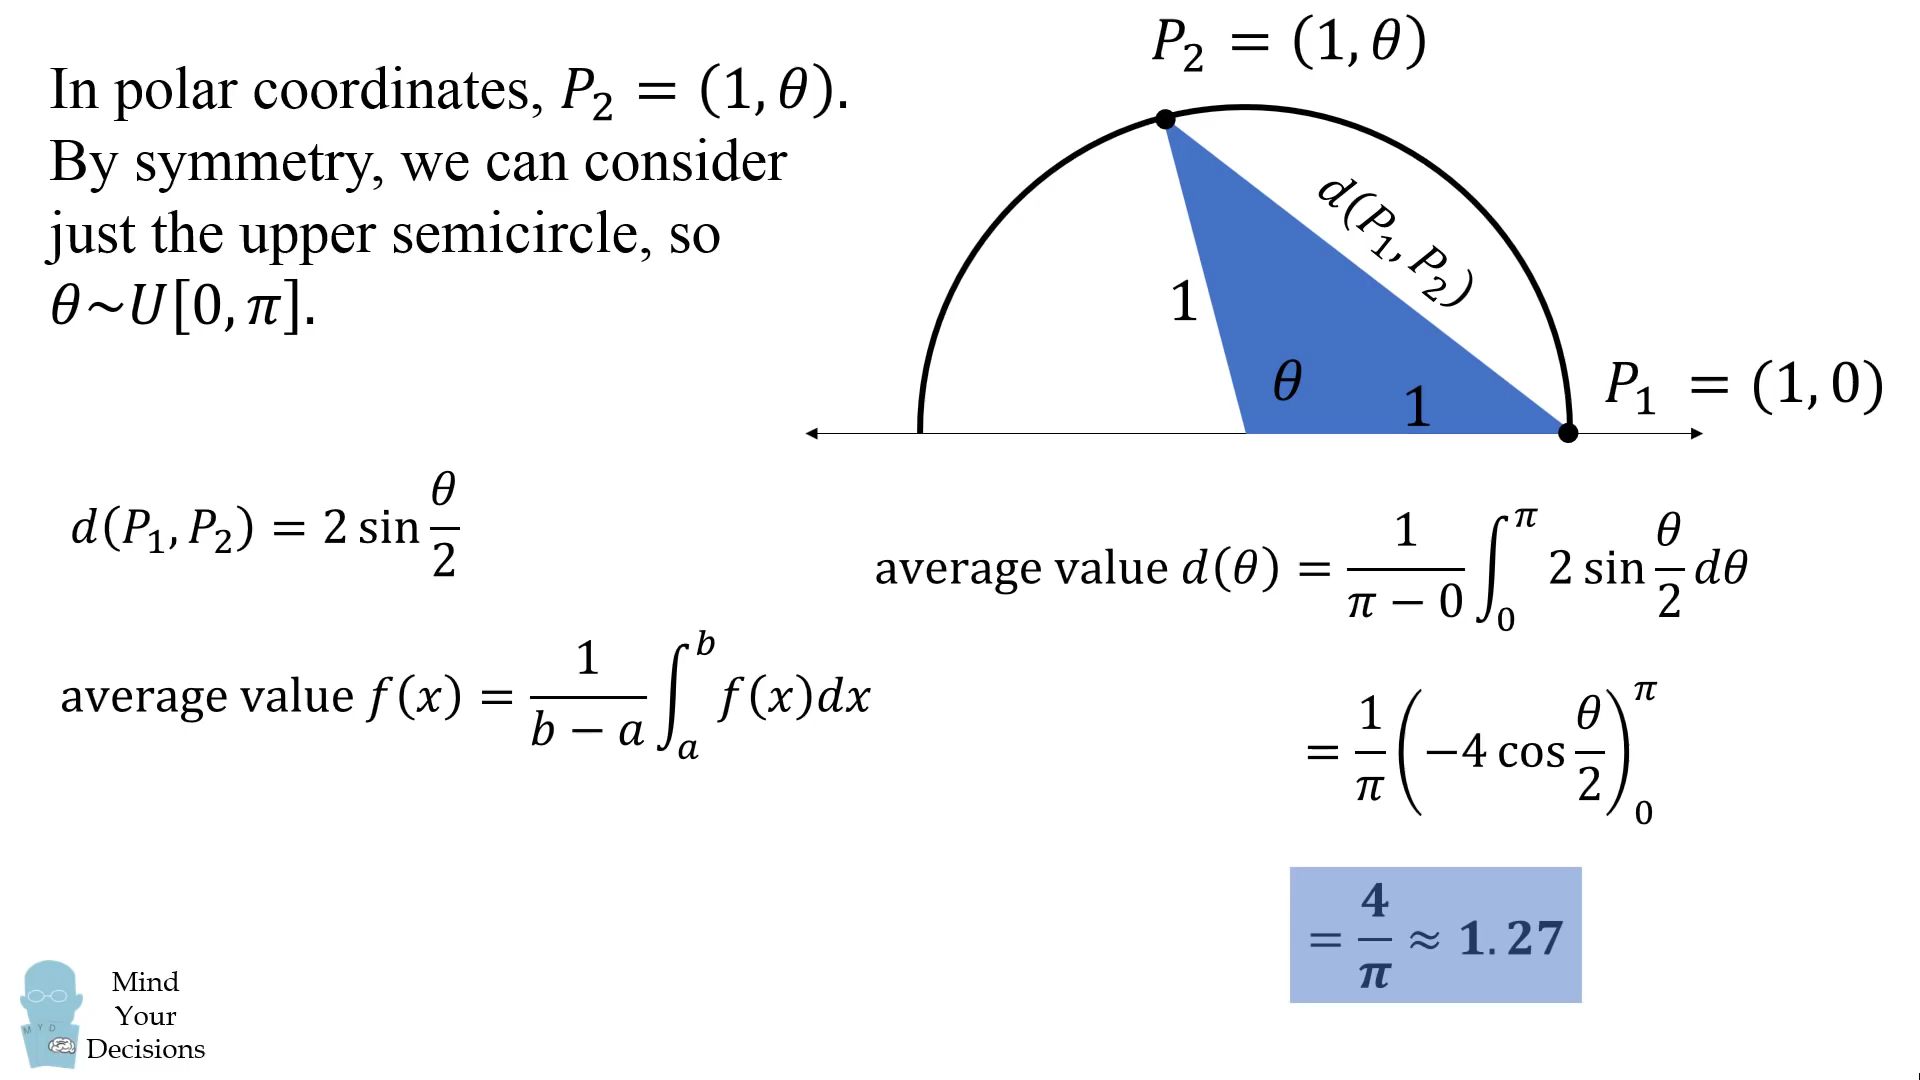 In polar coordinates, P₂ = (1, θ).
By symmetry, we can consider
just the upper semicircle, so
θ~U[0, π].
P₂ = (1, θ)
d(P₁, P₂)
1
θ
1
P₁ = (1, 0)
d(P₁, P₂) = 2 sin θ/2
average value f(x) = 1/(b − a) ∫ₐᵇ f(x)dx
average value d(θ) = 1/(π − 0) ∫₀^π 2 sin θ/2 dθ
= 1/π (−4 cos θ/2)₀^π
= 4/π ≈ 1.27
M Y D
Mind
Your
Decisions